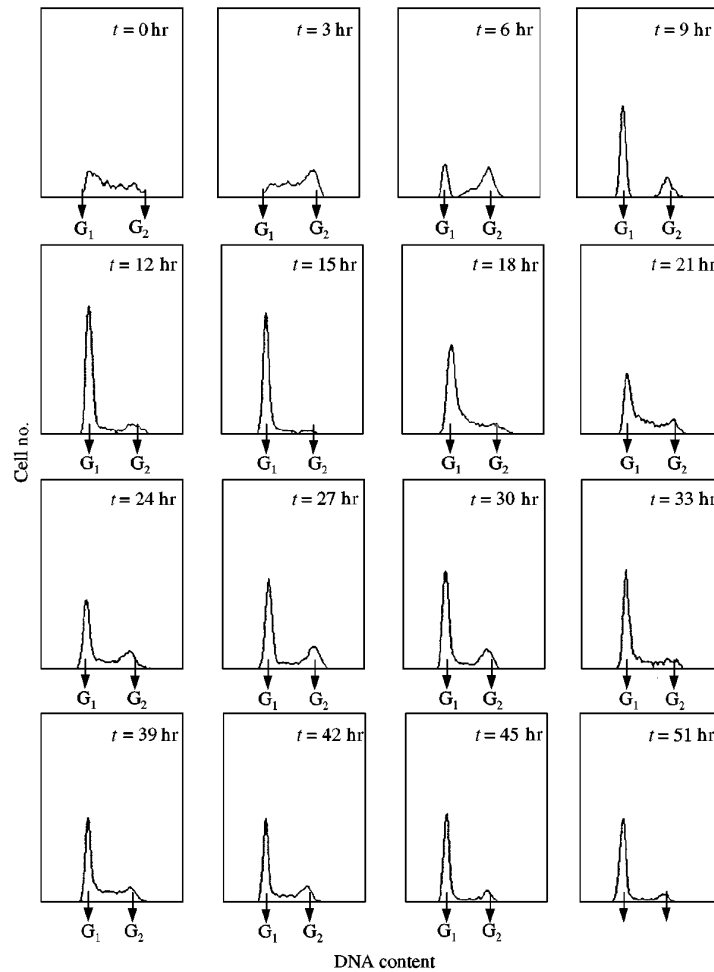 t = 0 hr
t = 3 hr
t = 6 hr
t = 9 hr
G₁ G₂
G₁ G₂
G₁ G₂
G₁ G₂
t = 12 hr
t = 15 hr
t = 18 hr
t = 21 hr
G₁ G₂
G₁ G₂
G₁ G₂
G₁ G₂
Cell no.
t = 24 hr
t = 27 hr
t = 30 hr
t = 33 hr
G₁ G₂
G₁ G₂
G₁ G₂
G₁ G₂
t = 39 hr
t = 42 hr
t = 45 hr
t = 51 hr
G₁ G₂
G₁ G₂
G₁ G₂
DNA content